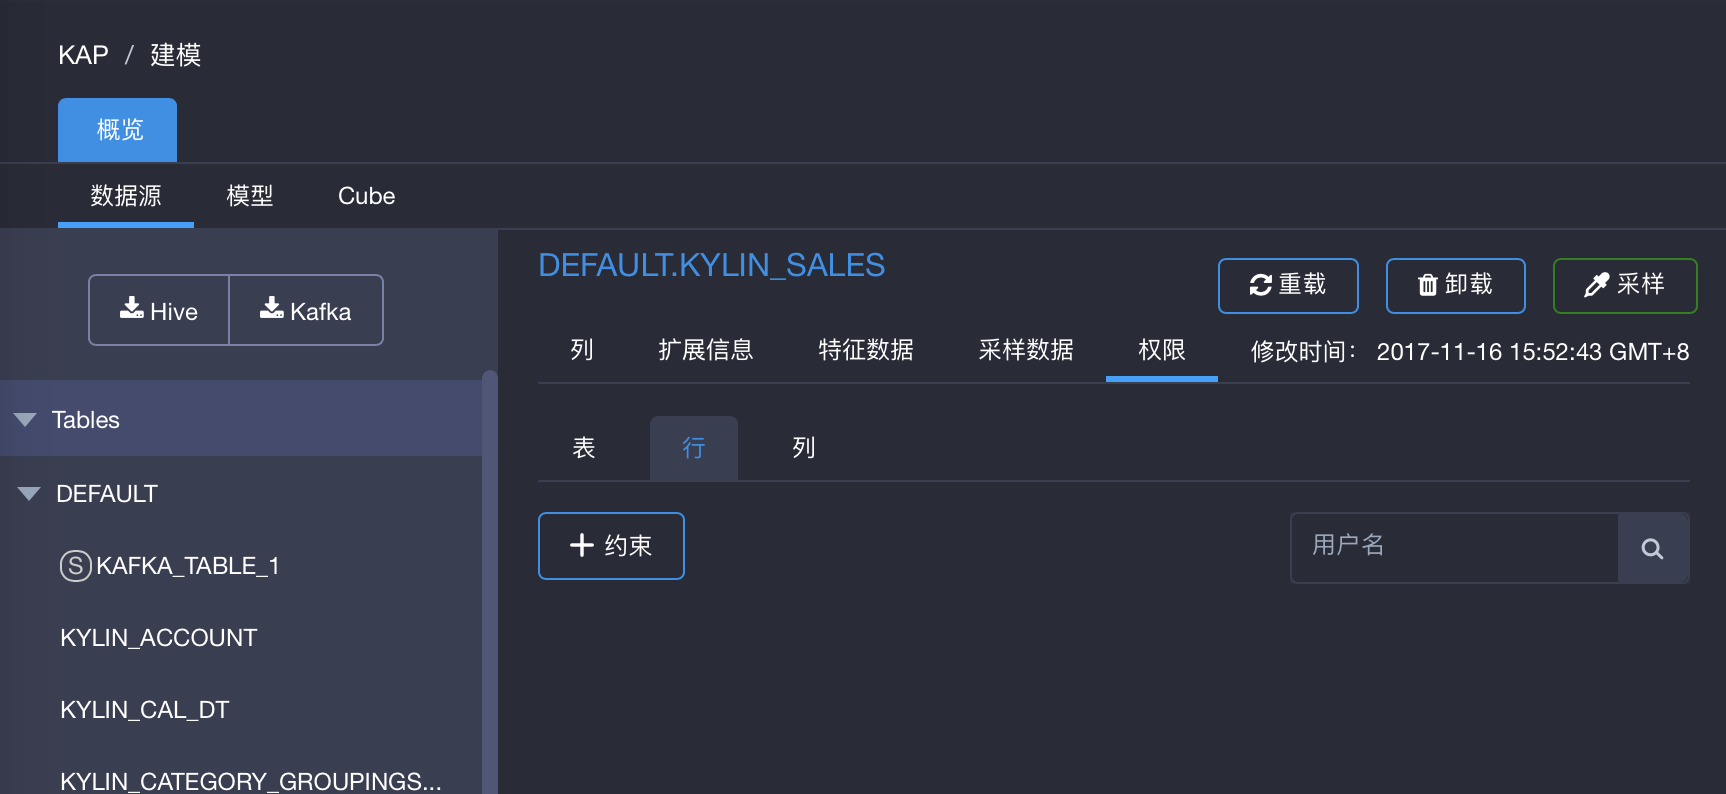 KAP / 建模
概览
数据源 模型 Cube
Hive Kafka
Tables
DEFAULT
S KAFKA_TABLE_1
KYLIN_ACCOUNT
KYLIN_CAL_DT
KYLIN_CATEGORY_GROUPINGS...
DEFAULT.KYLIN_SALES
重载 卸载 采样
列 扩展信息 特征数据 采样数据 权限 修改时间： 2017-11-16 15:52:43 GMT+8
表 行 列
+ 约束 用户名